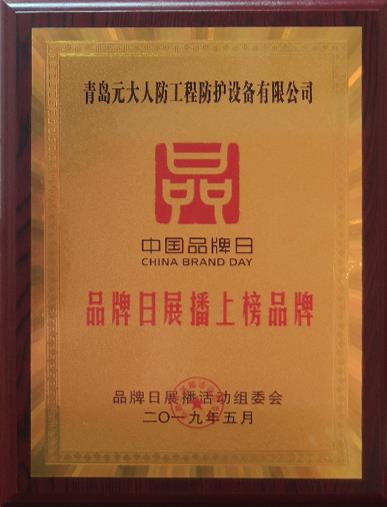 青岛元大人防工程防护设备有限公司
中国品牌日
CHINA BRAND DAY
品牌日展播上榜品牌
品牌日展播活动组委会
二〇一九年五月